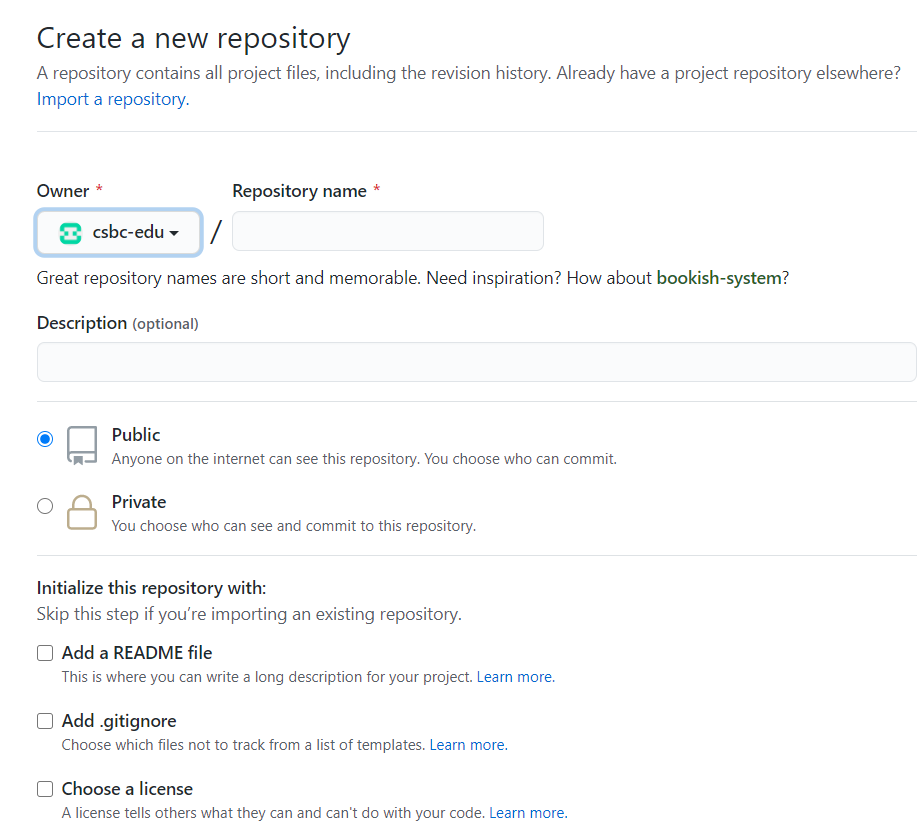 Create a new repository
A repository contains all project files, including the revision history. Already have a project repository elsewhere?
Import a repository.
Owner * Repository name *
csbc-edu /
Great repository names are short and memorable. Need inspiration? How about bookish-system?
Description (optional)
Public
Anyone on the internet can see this repository. You choose who can commit.
Private
You choose who can see and commit to this repository.
Initialize this repository with:
Skip this step if you’re importing an existing repository.
Add a README file
This is where you can write a long description for your project. Learn more.
Add .gitignore
Choose which files not to track from a list of templates. Learn more.
Choose a license
A license tells others what they can and can't do with your code. Learn more.